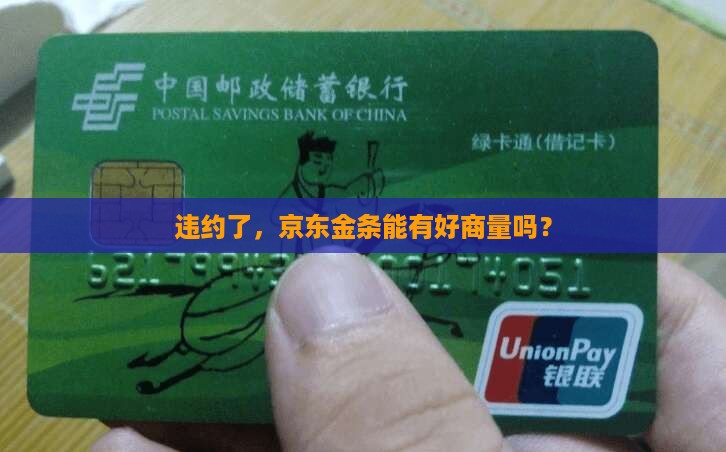 中国邮政储蓄银行
POSTAL SAVINGS BANK OF CHINA
绿卡通(借记卡)
违约了，京东金条能有好商量吗？
UnionPay
银联